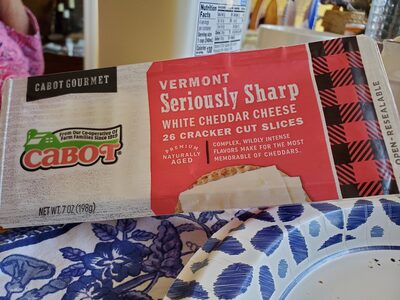 Nutrition
CABOT GOURMET
VERMONT
Seriously Sharp
WHITE CHEDDAR CHEESE
26 CRACKER CUT SLICES
PREMIUM
NATURALLY
AGED
COMPLEX, WILDLY INTENSE
FLAVORS MAKE FOR THE MOST
MEMORABLE OF CHEDDARS.
From Our Cooperative Of
Farm Families Since 1919
CABOT
NET WT. 7 OZ (198g)
OPEN • RESEALABLE